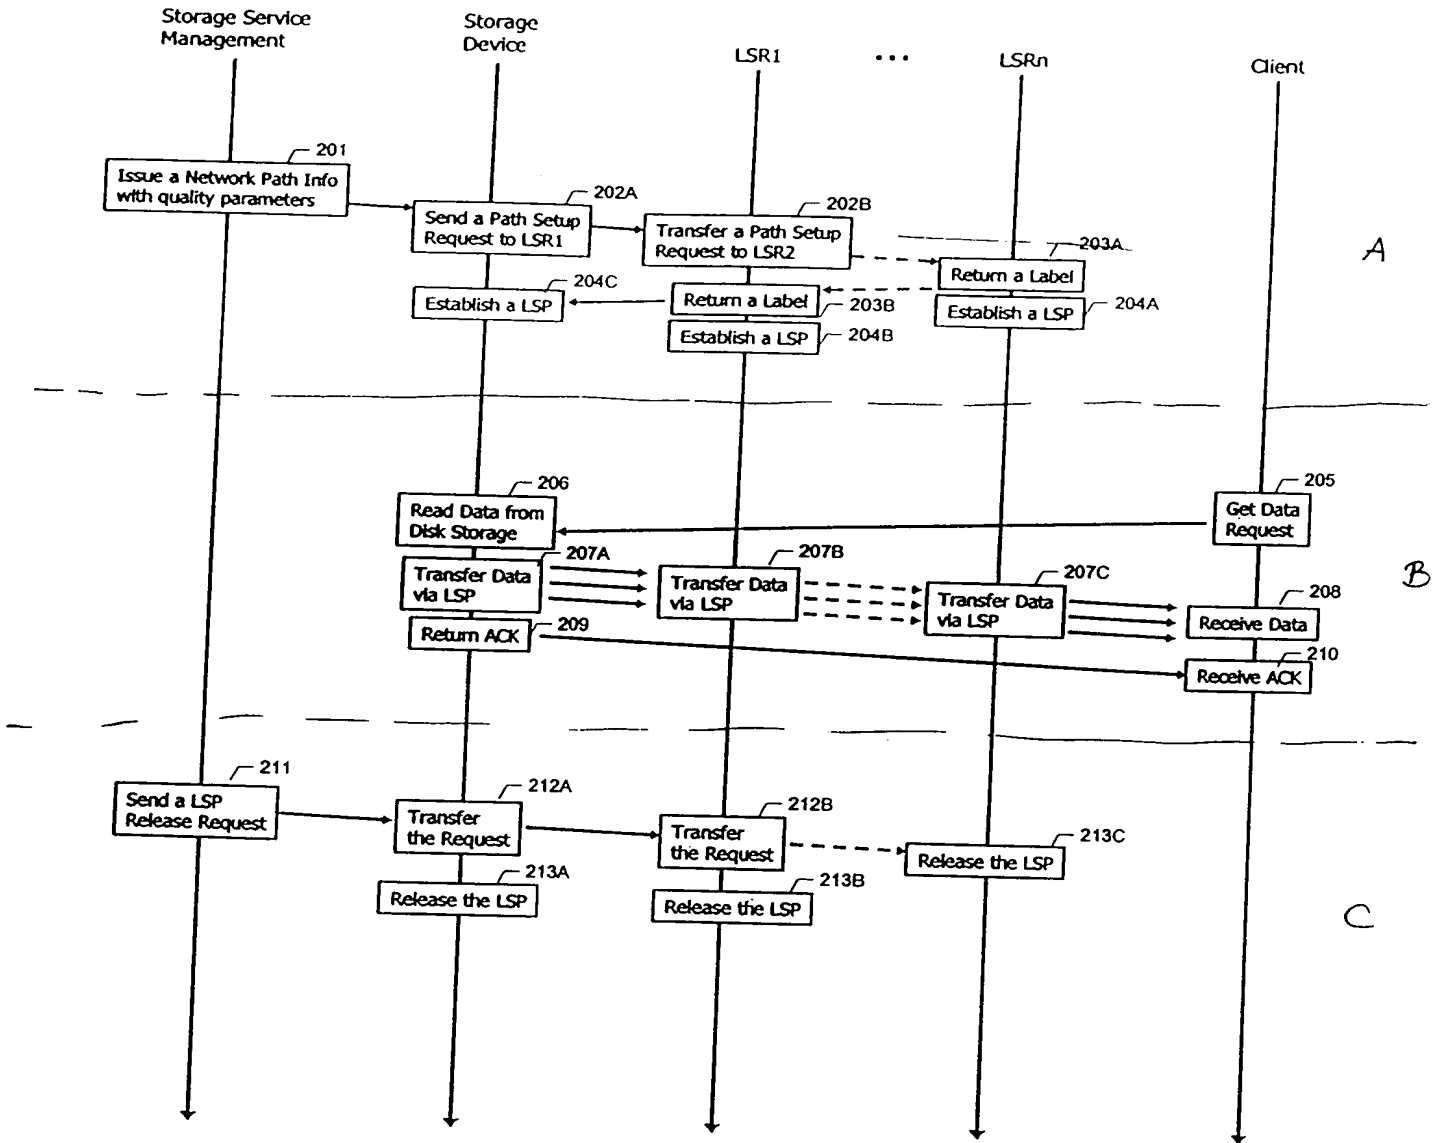 Storage Service
Management
Storage
Device
LSR1
...
LSRn
Client
201
Issue a Network Path Info
with quality parameters
202A
Send a Path Setup
Request to LSR1
202B
Transfer a Path Setup
Request to LSR2
203A
Return a Label
A
204C
Establish a LSP
Return a Label
203B
Establish a LSP
204A
Establish a LSP
204B
206
Read Data from
Disk Storage
205
Get Data
Request
207A
Transfer Data
via LSP
207B
Transfer Data
via LSP
207C
Transfer Data
via LSP
B
208
Receive Data
209
Return ACK
210
Receive ACK
211
Send a LSP
Release Request
212A
Transfer
the Request
212B
Transfer
the Request
213C
Release the LSP
213A
Release the LSP
213B
Release the LSP
C